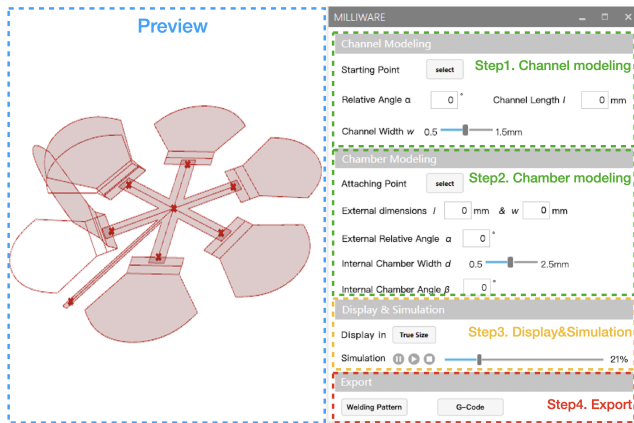 Preview
MILLIWARE
Channel Modeling
Starting Point select Step1. Channel modeling
Relative Angle α 0 ° Channel Length l 0 mm
Channel Width w 0.5 1.5mm
Chamber Modeling
Attaching Point select Step2. Chamber modeling
External dimensions l 0 mm & w 0 mm
External Relative Angle α 0 °
Internal Chamber Width d 0.5 2.5mm
Internal Chamber Angle β 0 °
Display & Simulation
Display in True Size Step3. Display&Simulation
Simulation 21%
Export
Welding Pattern G-Code Step4. Export